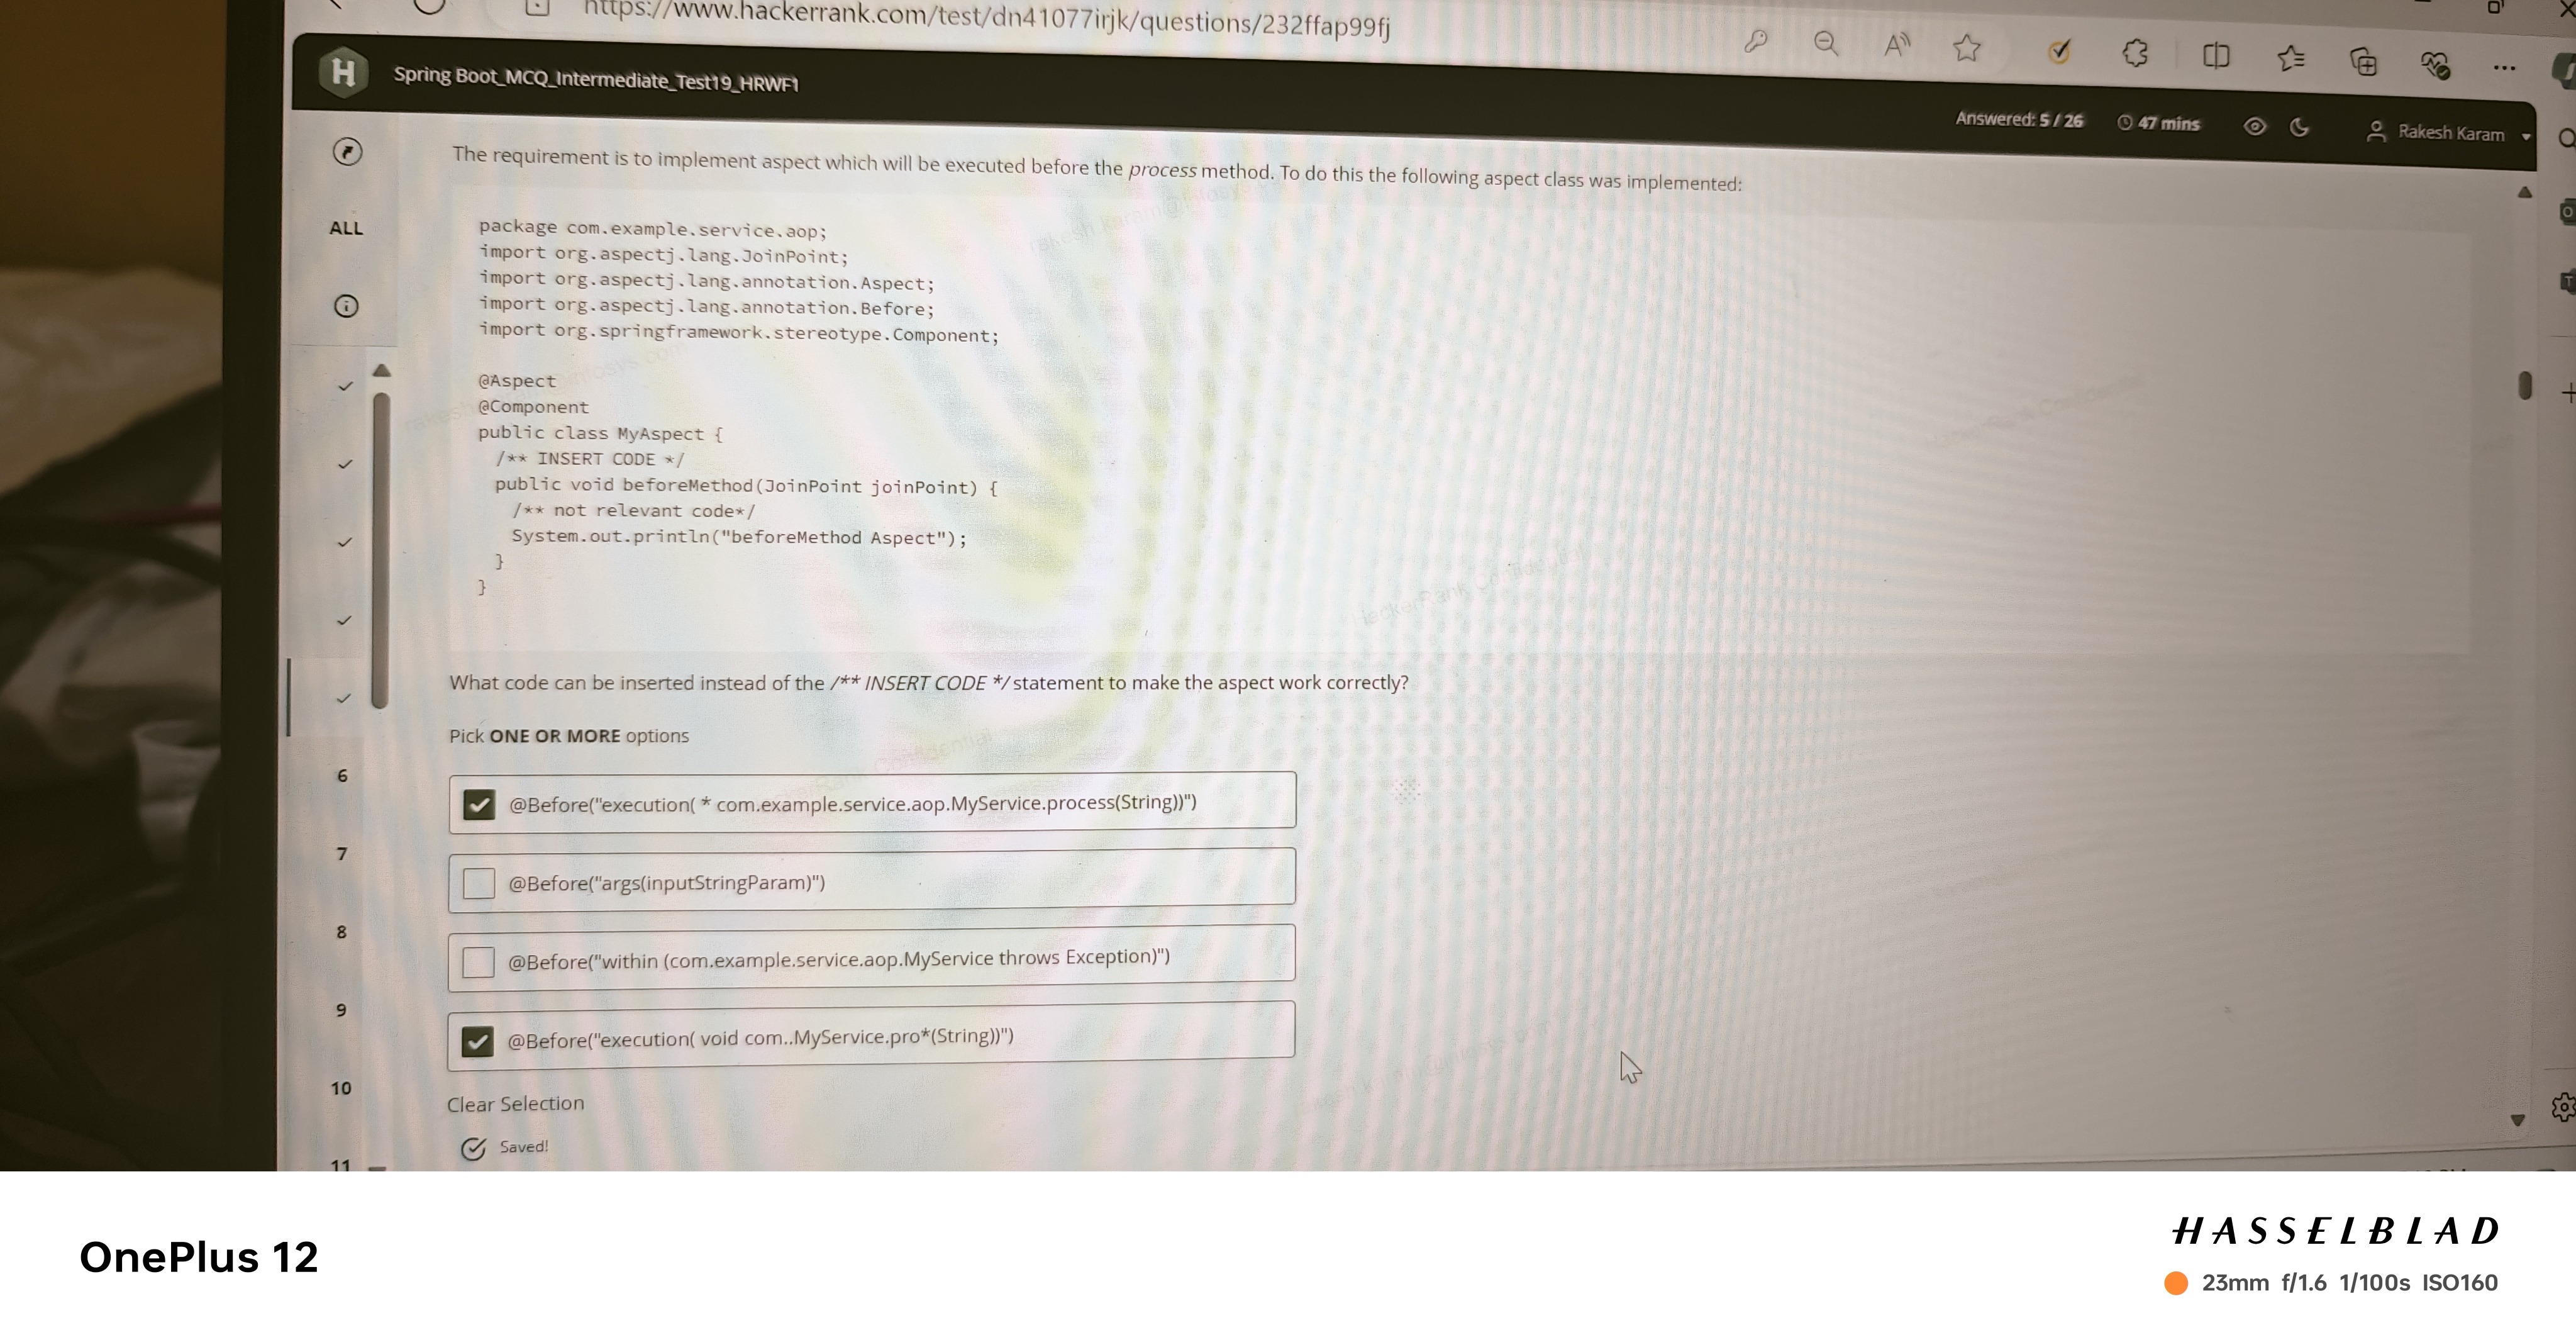 https://www.hackerrank.com/test/dn41077irjk/questions/232ffap99fj
Spring Boot_MCQ_Intermediate_Test19_HRWF1
Answered: 5 / 26
47 mins
Rakesh Karam
ALL
The requirement is to implement aspect which will be executed before the process method. To do this the following aspect class was implemented:
package com.example.service.aop;
import org.aspectj.lang.JoinPoint;
import org.aspectj.lang.annotation.Aspect;
import org.aspectj.lang.annotation.Before;
import org.springframework.stereotype.Component;
@Aspect
@Component
public class MyAspect {
/** INSERT CODE */
public void beforeMethod(JoinPoint joinPoint) {
/** not relevant code*/
System.out.println("beforeMethod Aspect");
}
}
What code can be inserted instead of the /** INSERT CODE */ statement to make the aspect work correctly?
Pick ONE OR MORE options
@Before("execution( * com.example.service.aop.MyService.process(String))")
@Before("args(inputStringParam)")
@Before("within (com.example.service.aop.MyService throws Exception)")
@Before("execution( void com..MyService.pro*(String))")
Clear Selection
Saved!
6
7
8
9
10
11
HackerRank Confidential
OnePlus 12
HASSELBLAD
23mm f/1.6 1/100s ISO160